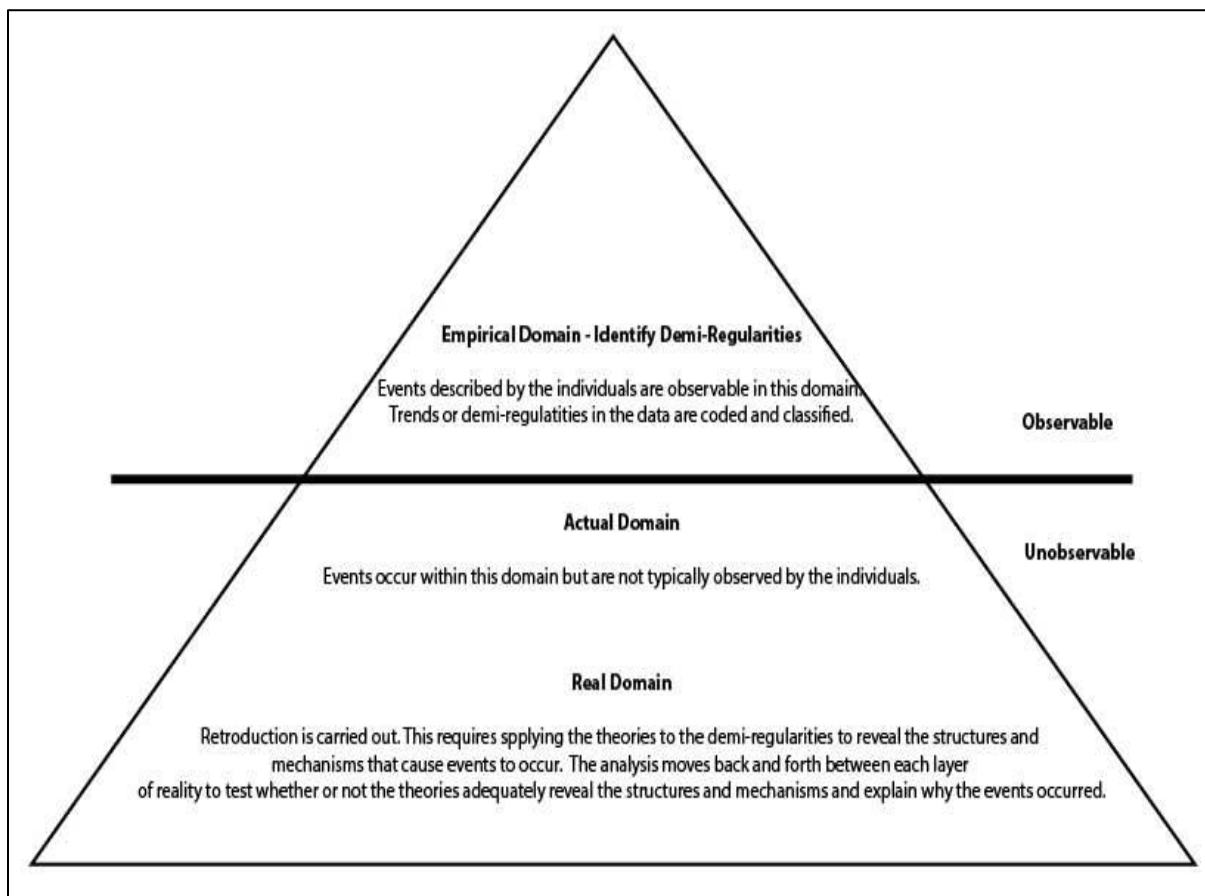 Empirical Domain - Identify Demi-Regularities
Events described by the individuals are observable in this domain.
Trends or demi-regulatities in the data are coded and classified.
Observable
Actual Domain
Unobservable
Events occur within this domain but are not typically observed by the individuals.
Real Domain
Retroduction is carried out. This requires spplying the theories to the demi-regularities to reveal the structures and
mechanisms that cause events to occur. The analysis moves back and forth between each layer
of reality to test whether or not the theories adequately reveal the structures and mechanisms and explain why the events occurred.